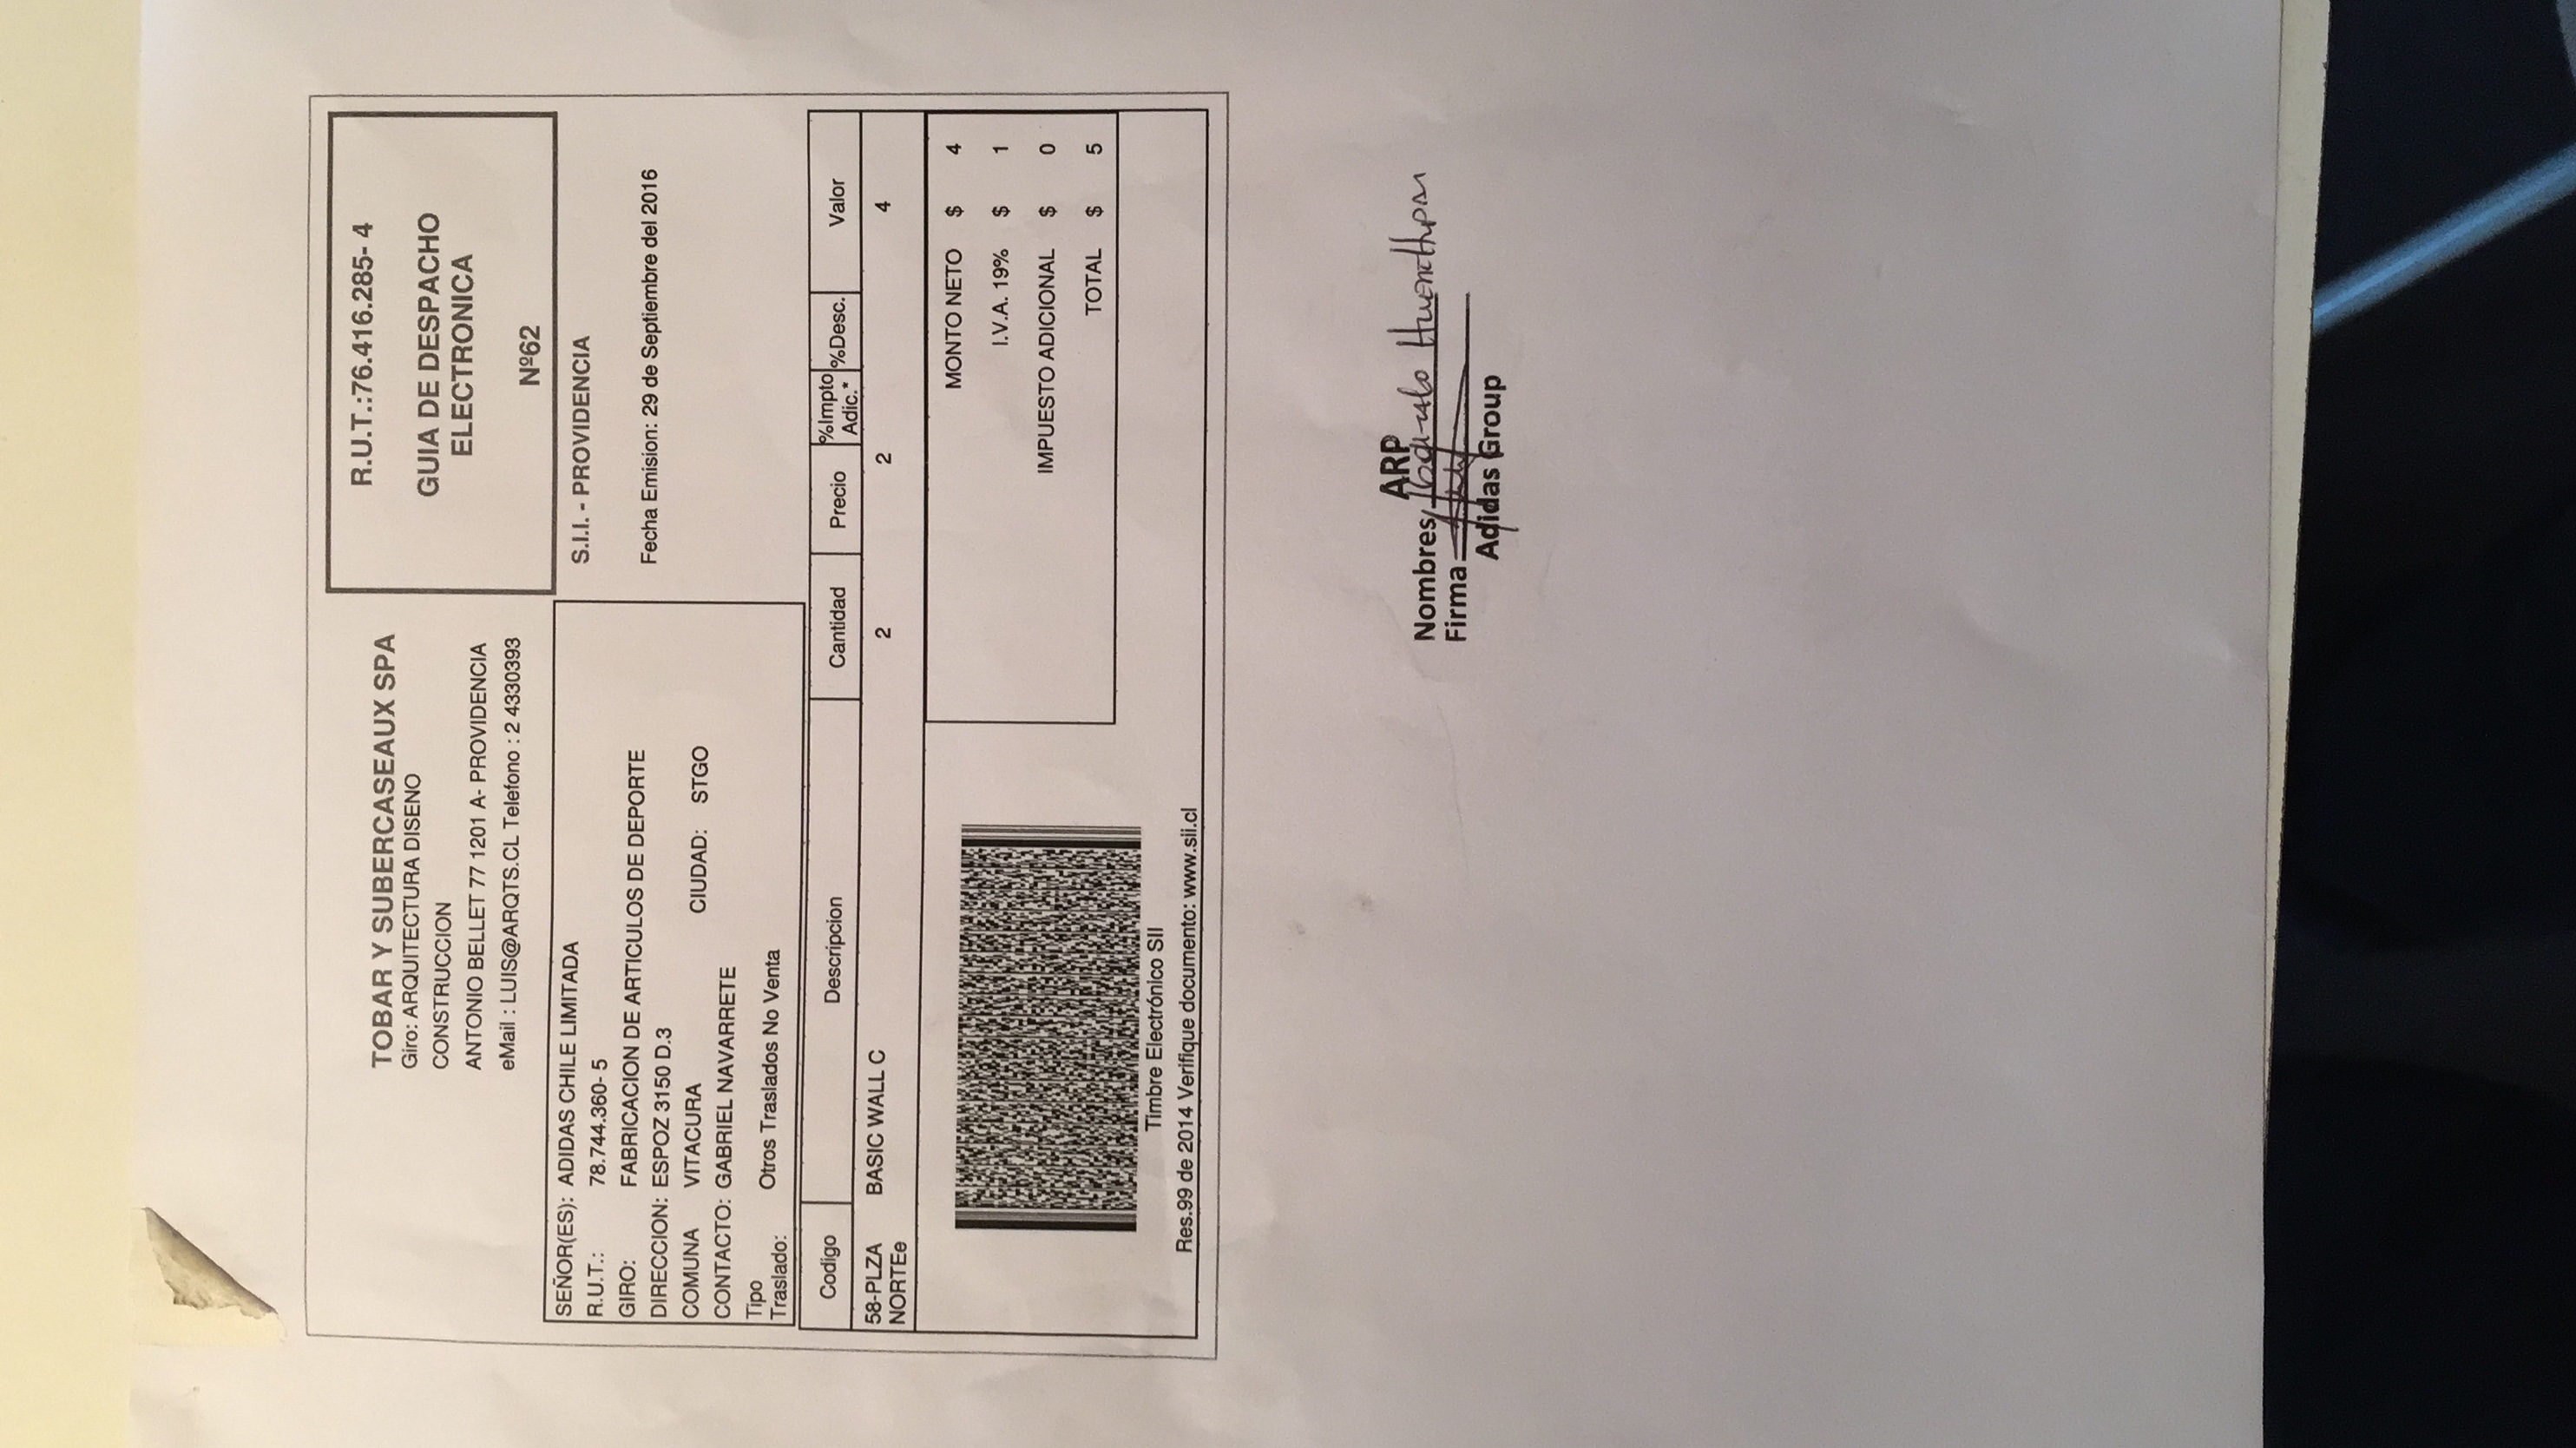 TOBAR Y SUBERCASEAUX SPA
Giro: ARQUITECTURA DISENO
CONSTRUCCION
ANTONIO BELLET 77 1201 A- PROVIDENCIA
eMail : LUIS@ARQTS.CL Telefono : 2 4330393
R.U.T.:76.416.285- 4
GUIA DE DESPACHO
ELECTRONICA
Nº62
S.I.I. - PROVIDENCIA
Fecha Emision: 29 de Septiembre del 2016
SEÑOR(ES): ADIDAS CHILE LIMITADA
R.U.T.: 78.744.360- 5
GIRO: FABRICACION DE ARTICULOS DE DEPORTE
DIRECCION: ESPOZ 3150 D.3
COMUNA VITACURA CIUDAD: STGO
CONTACTO: GABRIEL NAVARRETE
Tipo
Traslado: Otros Traslados No Venta
Codigo Descripcion Cantidad Precio %Impto Adic.* %Desc. Valor
58-PLZA BASIC WALL C 2 2 4
NORTEe
MONTO NETO $ 4
I.V.A. 19% $ 1
IMPUESTO ADICIONAL $ 0
TOTAL $ 5
Timbre Electrónico SII
Res.99 de 2014 Verifique documento: www.sii.cl
ARP
Nombres
Firma
Adidas Group